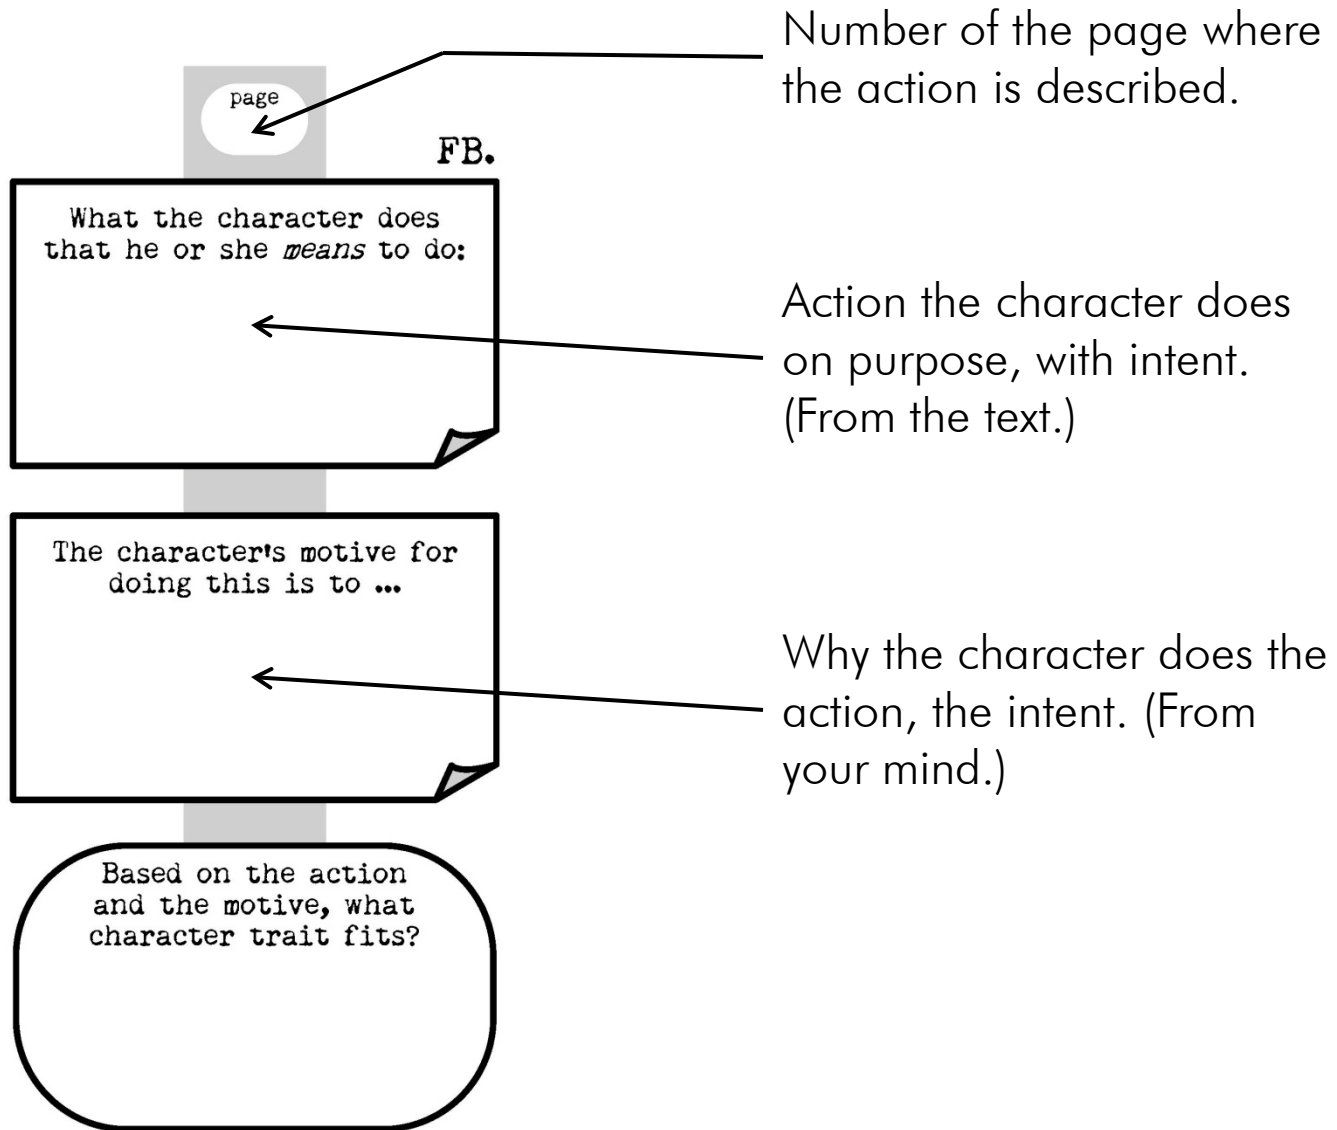 Number of the page where
the action is described.
page
FB.
What the character does
that he or she means to do:
Action the character does
on purpose, with intent.
(From the text.)
The character's motive for
doing this is to ...
Why the character does the
action, the intent. (From
your mind.)
Based on the action
and the motive, what
character trait fits?